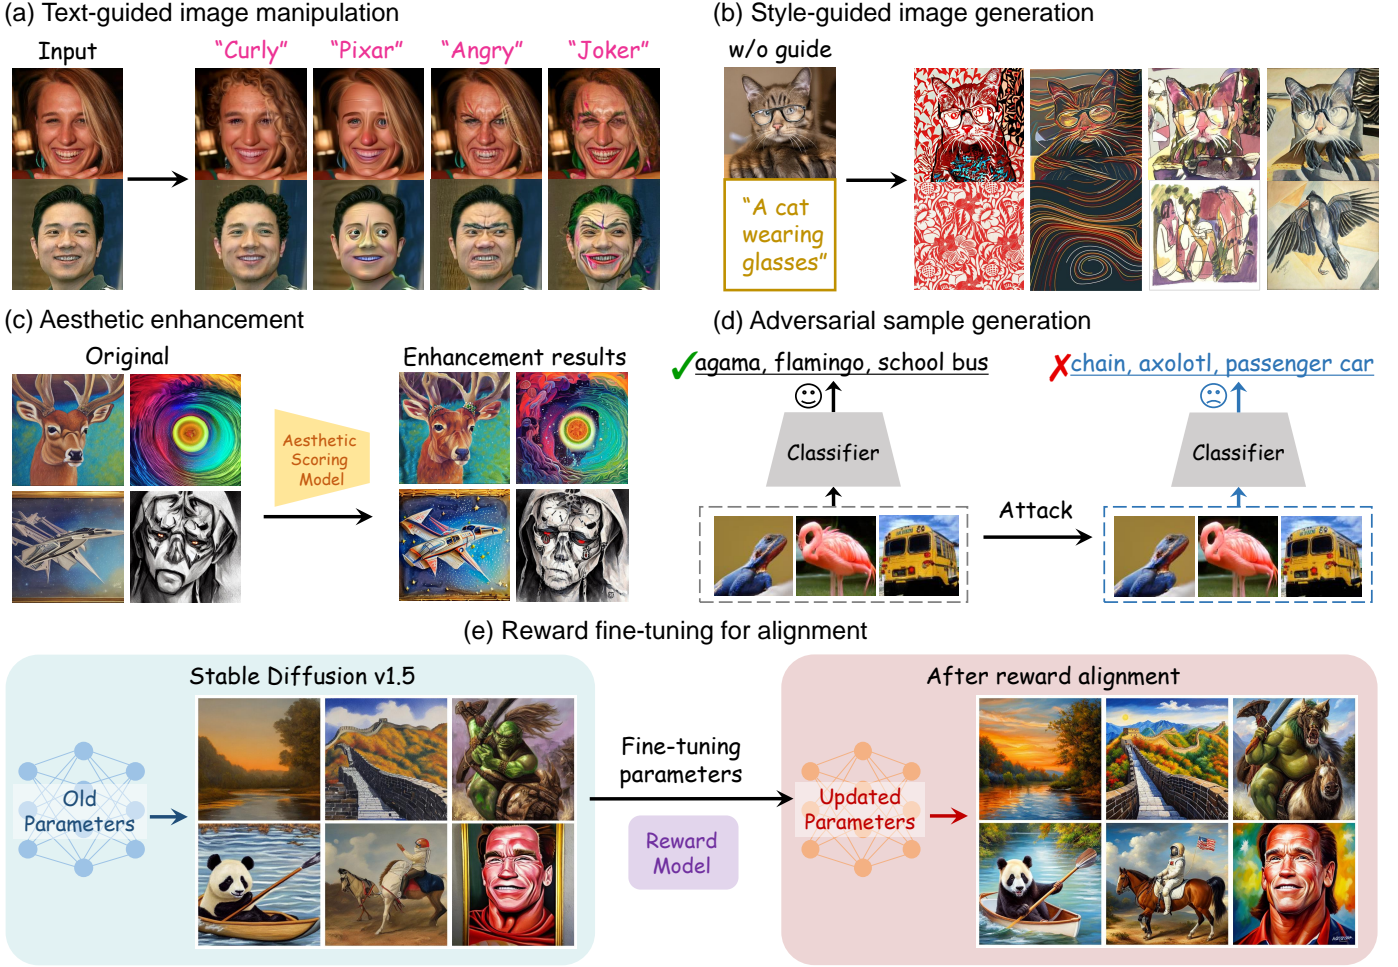 (a) Text-guided image manipulation
Input
“Curly”
“Pixar”
“Angry”
“Joker”
(b) Style-guided image generation
w/o guide
“A cat
wearing
glasses”
(c) Aesthetic enhancement
Original
Aesthetic
Scoring
Model
Enhancement results
(d) Adversarial sample generation
agama, flamingo, school bus
Classifier
Attack
chain, axolotl, passenger car
Classifier
(e) Reward fine-tuning for alignment
Stable Diffusion v1.5
Old
Parameters
Fine-tuning
parameters
Reward
Model
After reward alignment
Updated
Parameters